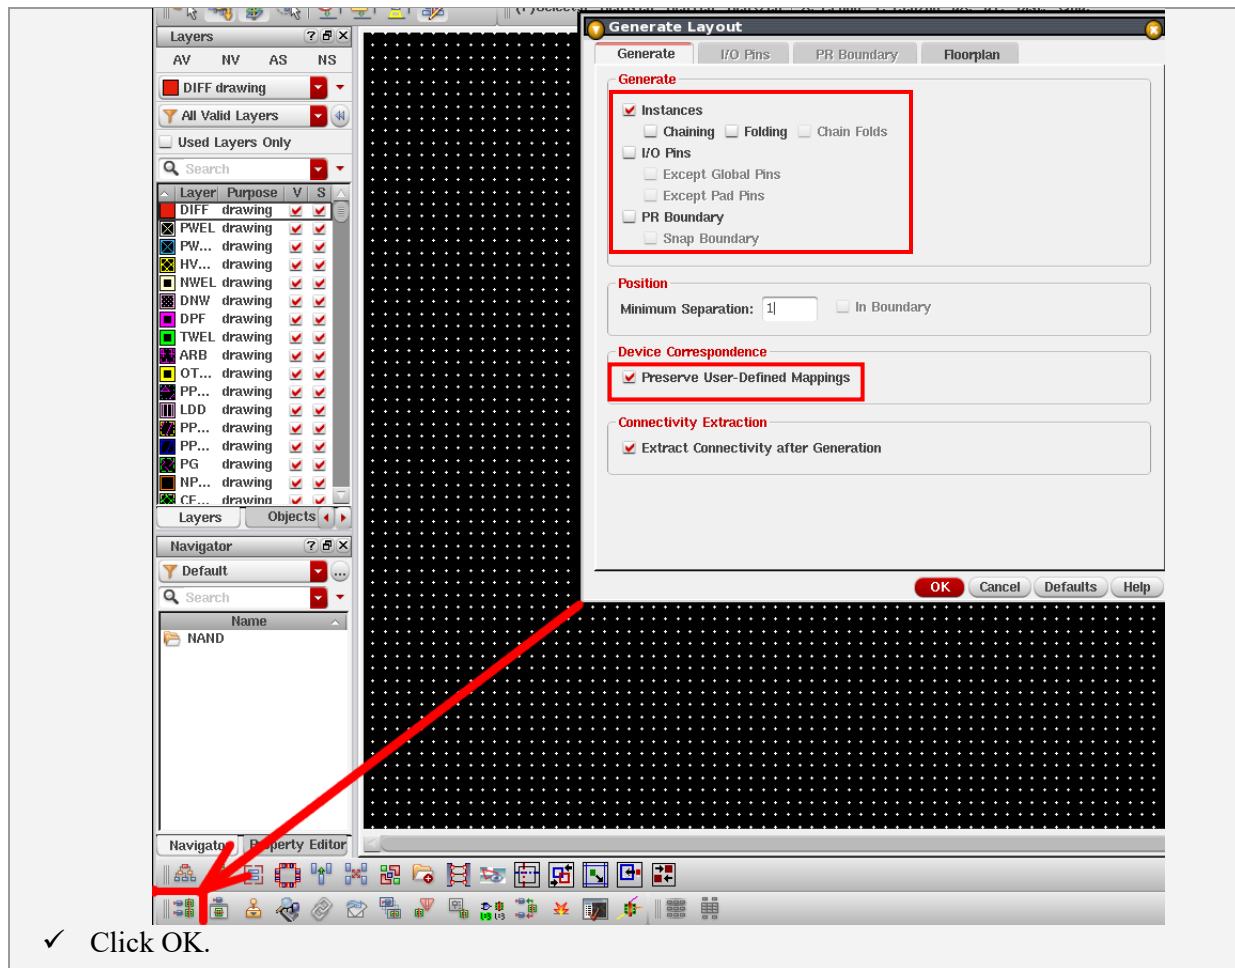 Generate Layout
Layers
AV NV AS NS
DIFF drawing
All Valid Layers
Used Layers Only
Search
Layer Purpose V S
DIFF drawing
PWEL drawing
PW... drawing
HV... drawing
NWEL drawing
DNW drawing
DPF drawing
TWEL drawing
ARB drawing
OT... drawing
PP... drawing
LDD drawing
PP... drawing
PP... drawing
PG drawing
NP... drawing
CF... drawing
Layers Objects
Navigator
Default
Search
Name
NAND
Navigator Property Editor
Generate I/O Pins PR Boundary Floorplan
Generate
Instances
Chaining Folding Chain Folds
I/O Pins
Except Global Pins
Except Pad Pins
PR Boundary
Snap Boundary
Position
Minimum Separation: 1 In Boundary
Device Correspondence
Preserve User-Defined Mappings
Connectivity Extraction
Extract Connectivity after Generation
OK Cancel Defaults Help
✓ Click OK.